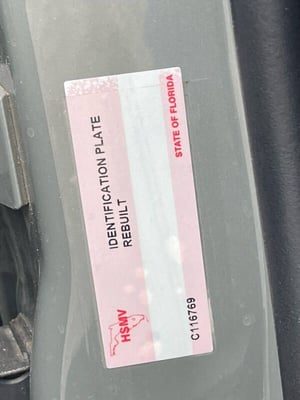 IDENTIFICATION PLATE
REBUILT
STATE OF FLORIDA
HSMV
C116769